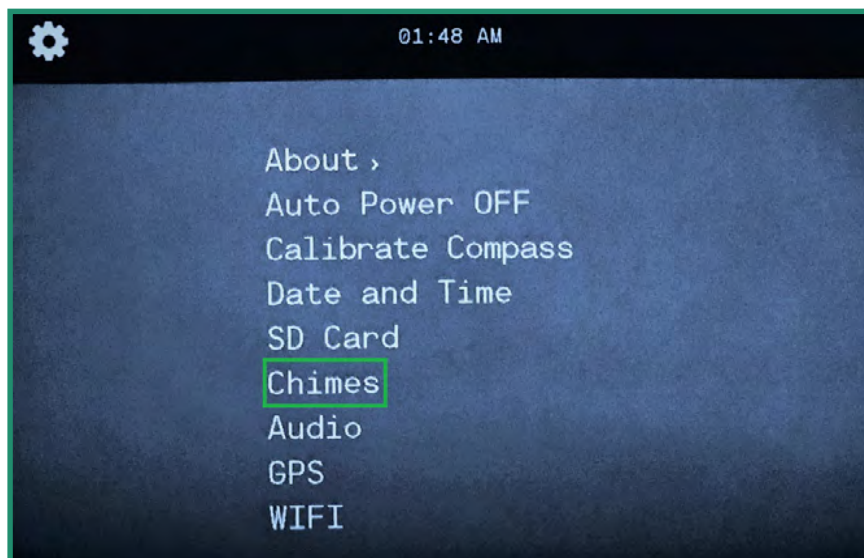 01:48 AM
About ›
Auto Power OFF
Calibrate Compass
Date and Time
SD Card
Chimes
Audio
GPS
WIFI